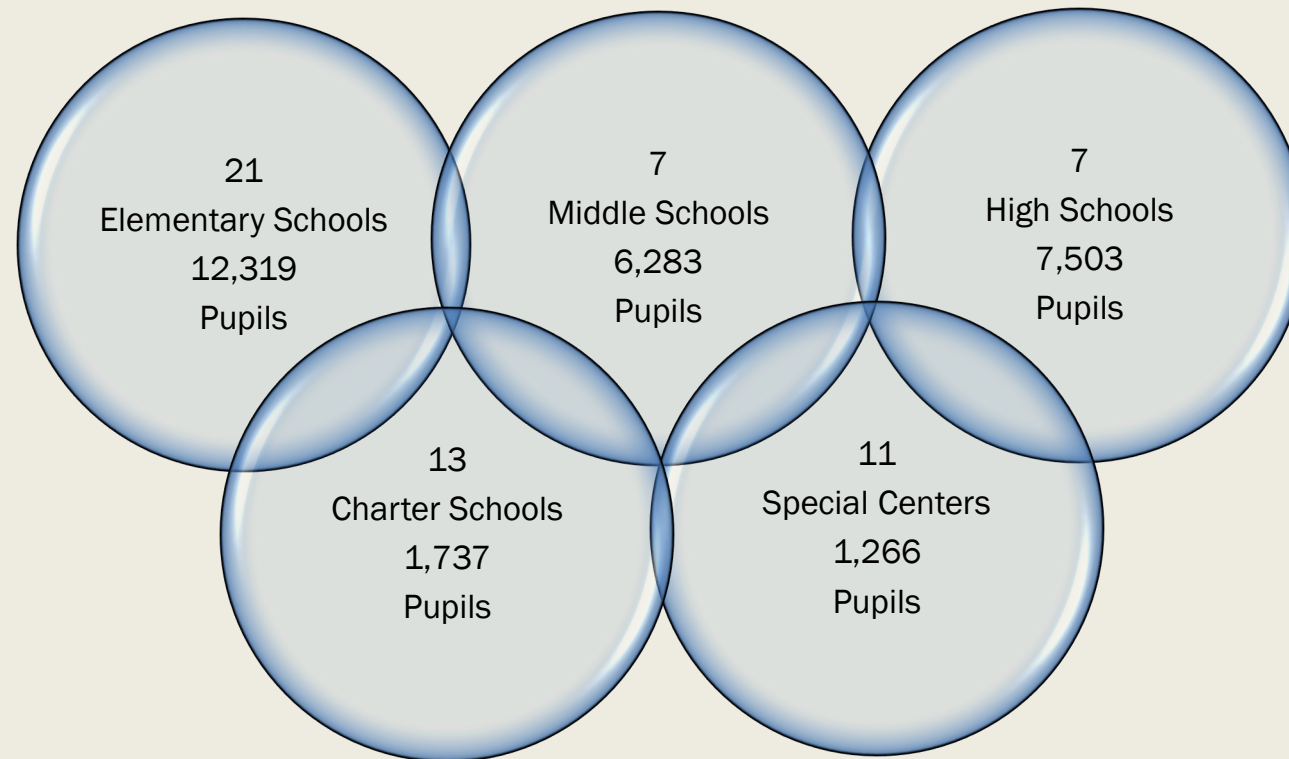 21
Elementary Schools
12,319
Pupils
7
Middle Schools
6,283
Pupils
7
High Schools
7,503
Pupils
13
Charter Schools
1,737
Pupils
11
Special Centers
1,266
Pupils